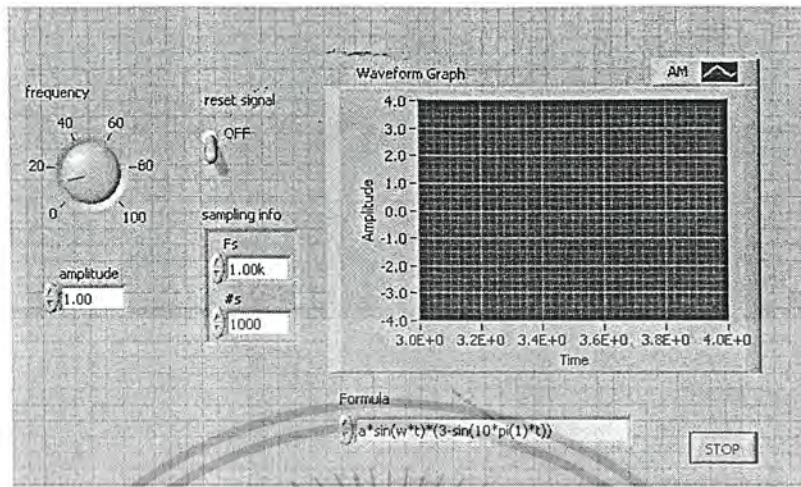 frequency
40 60
20 80
0 100
reset signal
OFF
sampling info
Fs
1.00k
#s
1000
amplitude
1.00
Waveform Graph
AM
Amplitude
4.0
3.0
2.0
1.0
0.0
-1.0
-2.0
-3.0
-4.0
3.0E+0 3.2E+0 3.4E+0 3.6E+0 3.8E+0 4.0E+0
Time
Formula
a*sin(w*t)*(3-sin(10*pi(1)*t))
STOP